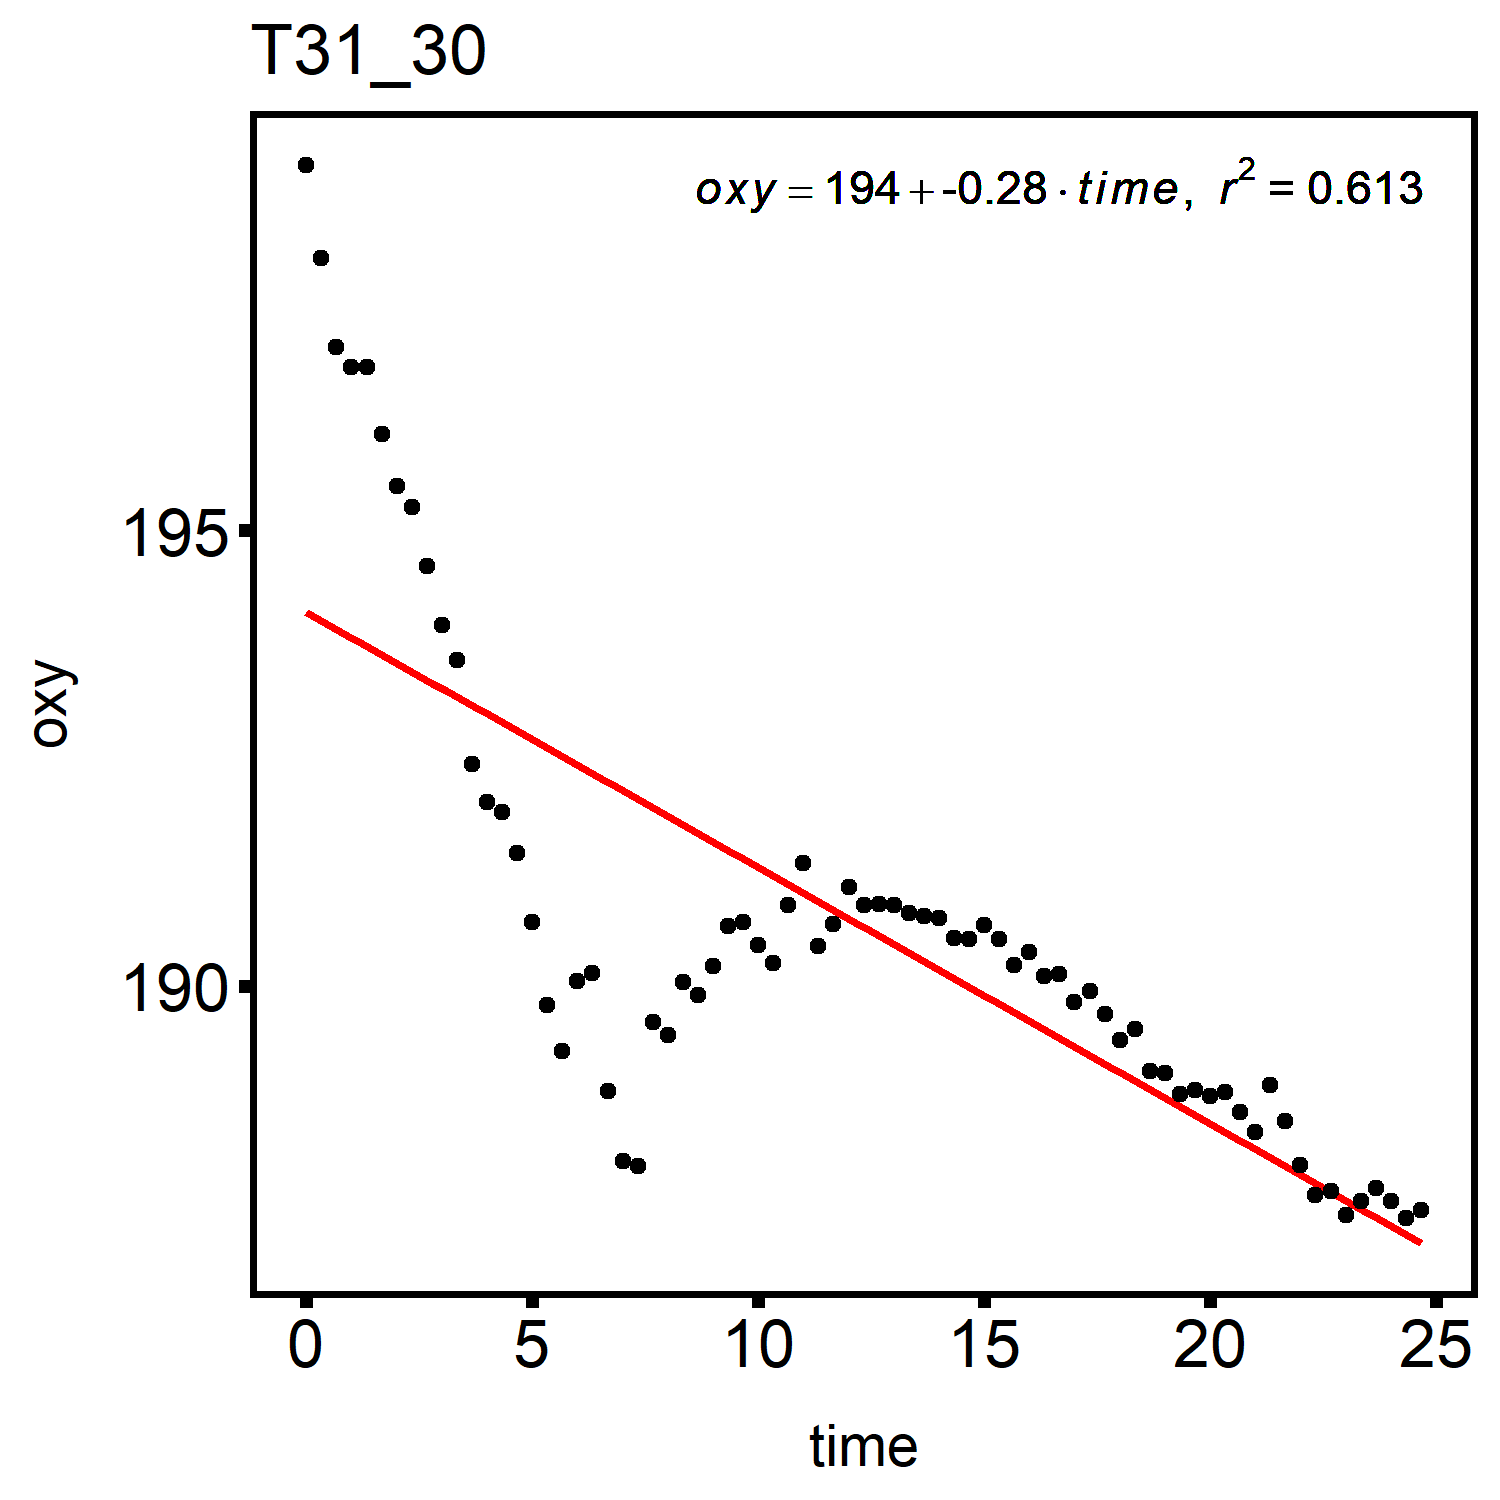 T31_30
oxy = 194 + -0.28 · time, r² = 0.613
195
190
oxy
0 5 10 15 20 25
time